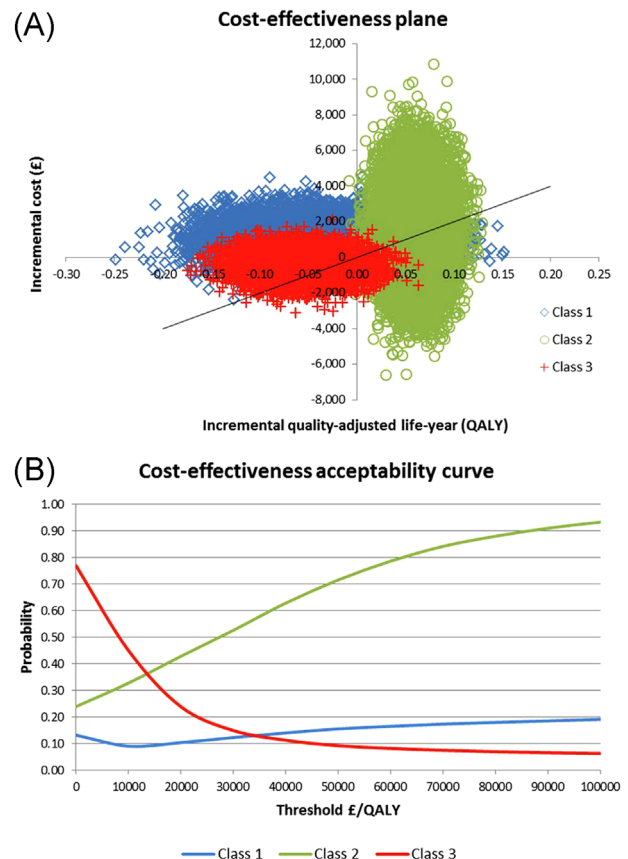 (A)
Cost-effectiveness plane
Incremental cost (£)
12,000
10,000
8,000
6,000
4,000
2,000
0
-2,000
-4,000
-6,000
-8,000
-0.30 -0.25 -0.20 -0.15 -0.10 -0.05 0.00 0.05 0.10 0.15 0.20 0.25
Class 1
Class 2
Class 3
Incremental quality-adjusted life-year (QALY)
(B)
Cost-effectiveness acceptability curve
Probability
1.00
0.90
0.80
0.70
0.60
0.50
0.40
0.30
0.20
0.10
0.00
0 10000 20000 30000 40000 50000 60000 70000 80000 90000 100000
Threshold £/QALY
Class 1 Class 2 Class 3